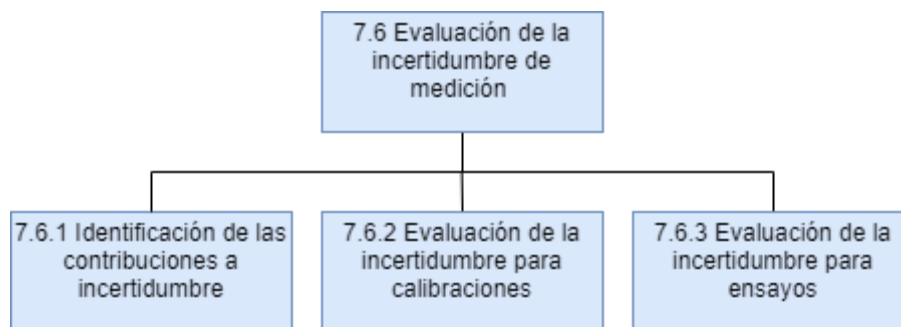 7.6 Evaluación de la
incertidumbre de
medición
7.6.1 Identificación de las
contribuciones a
incertidumbre
7.6.2 Evaluación de la
incertidumbre para
calibraciones
7.6.3 Evaluación de la
incertidumbre para
ensayos